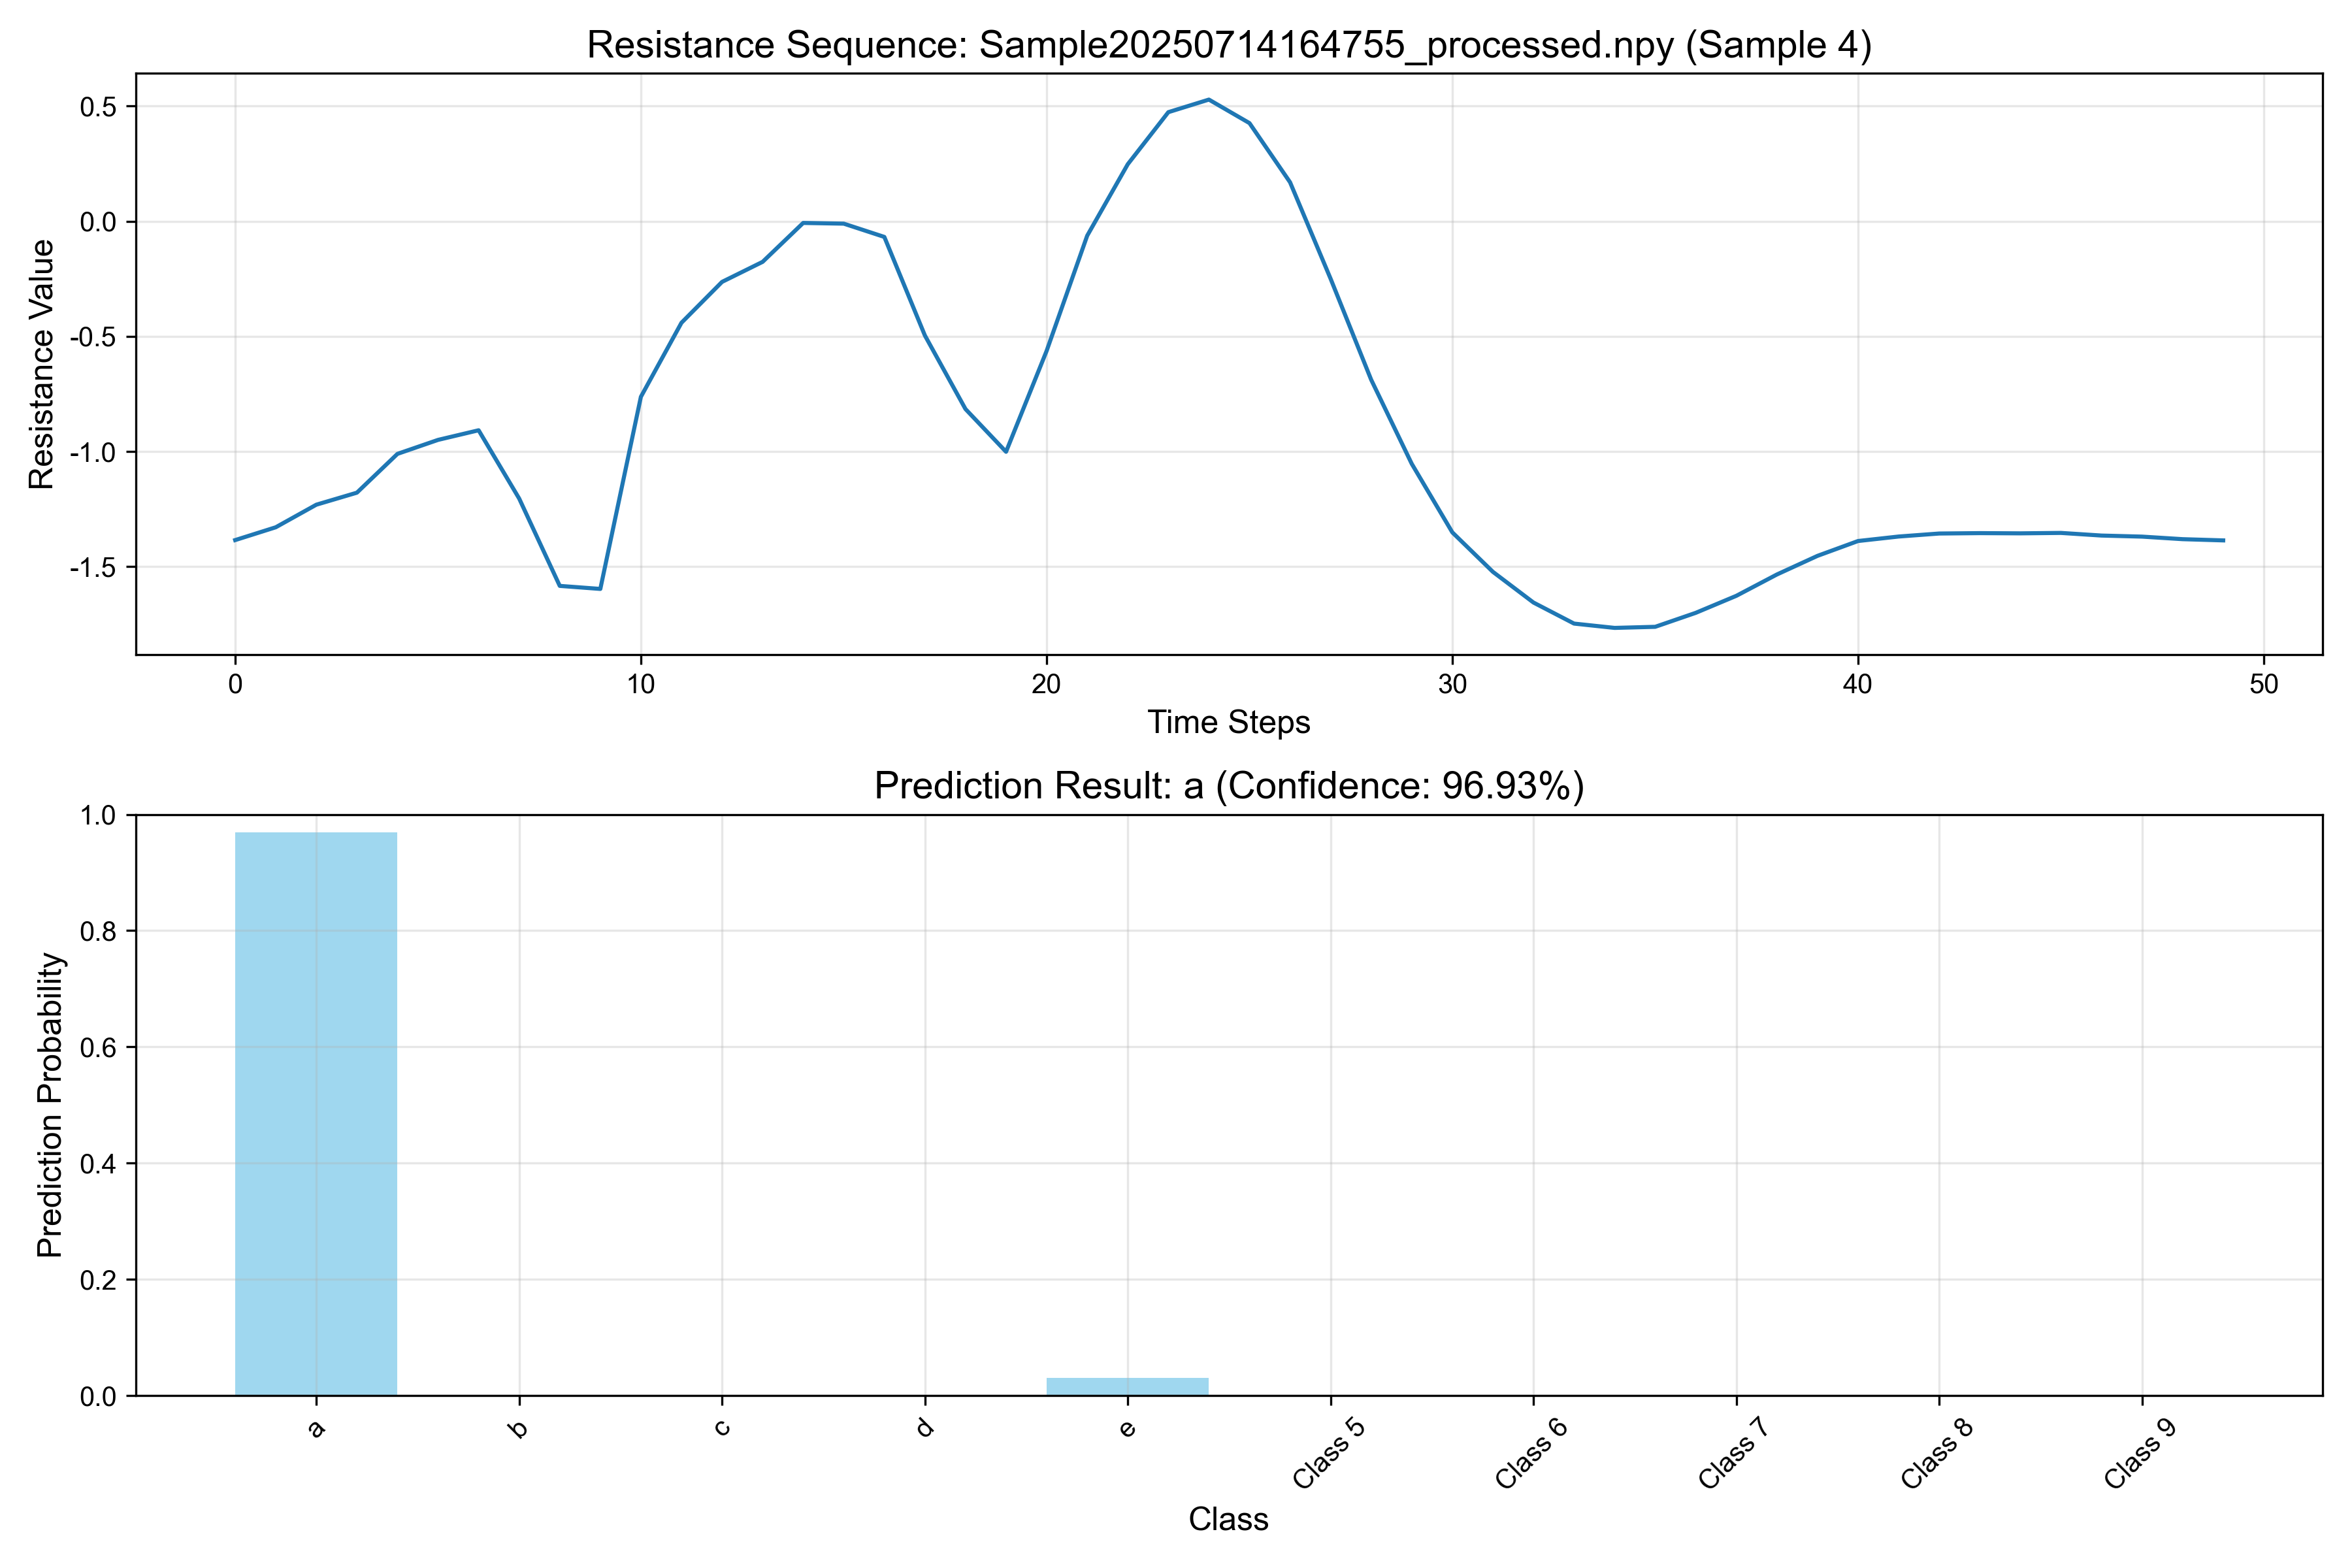 Resistance Sequence: Sample20250714164755_processed.npy (Sample 4)
0.5
0.0
-0.5
-1.0
-1.5
Resistance Value
0 10 20 30 40 50
Time Steps
Prediction Result: a (Confidence: 96.93%)
1.0
0.8
0.6
0.4
0.2
0.0
Prediction Probability
a b c d e Class 5 Class 6 Class 7 Class 8 Class 9
Class